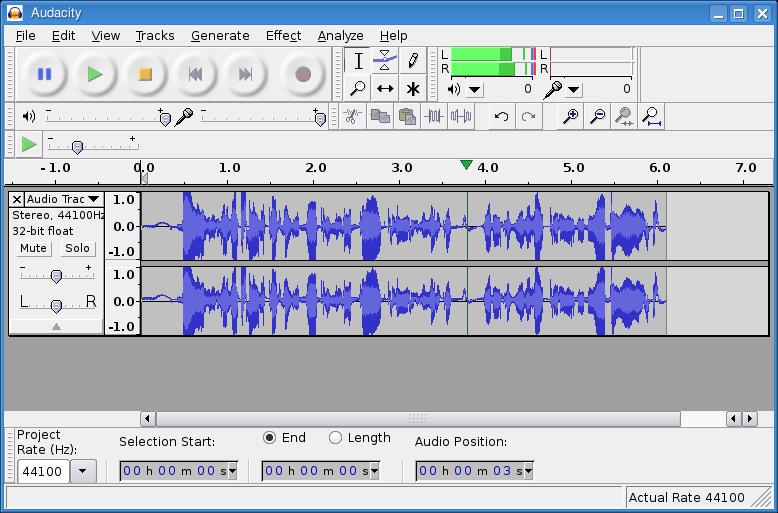 Audacity
File Edit View Tracks Generate Effect Analyze Help
L L
R R
0 0
- + - +
- +
- 1.0 0.0 1.0 2.0 3.0 4.0 5.0 6.0 7.0
Audio Trac
Stereo, 44100Hz
32-bit float
Mute Solo
- +
L R
1.0
0.0
-1.0
1.0
0.0
-1.0
Project
Rate (Hz):
44100
Selection Start:
00 h 00 m 00 s
End Length
00 h 00 m 00 s
Audio Position:
00 h 00 m 03 s
Actual Rate 44100